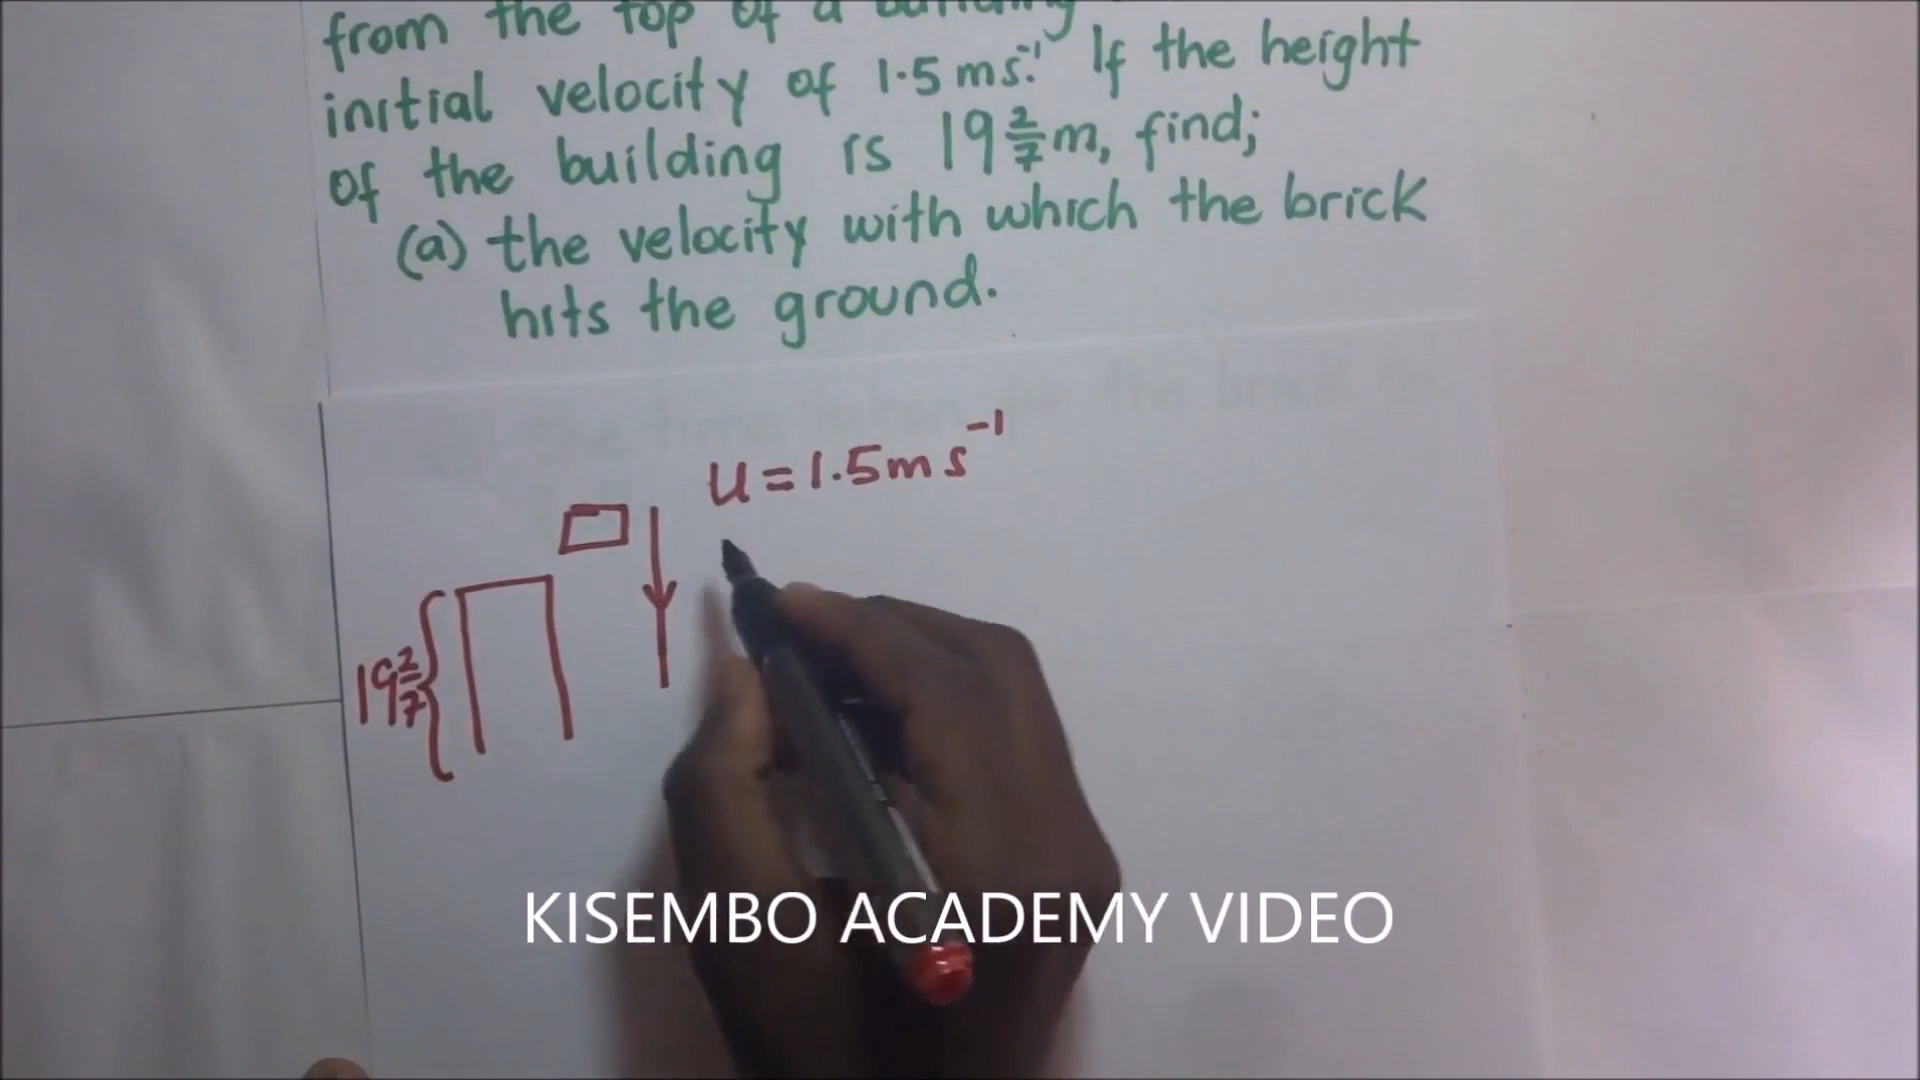 from the top of a building
initial velocity of 1.5 ms⁻¹. If the height
of the building is 19 2/7 m, find;
(a) the velocity with which the brick
hits the ground.
u = 1.5 m s⁻¹
19 2/7
KISEMBO ACADEMY VIDEO